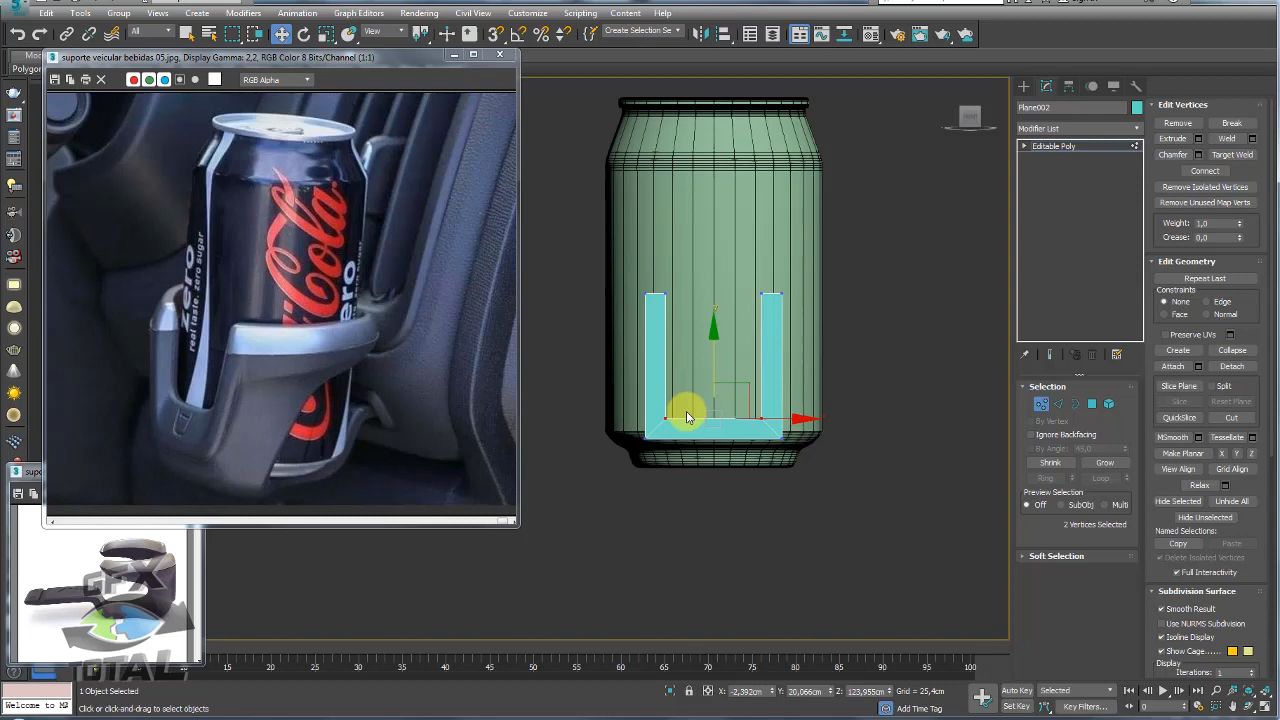 Edit Tools Group Views Create Modifiers Animation Graph Editors Rendering Civil View Customize Scripting Content Help
All View Create Selection Se
Polygon
suporte veicular bebidas 05.jpg, Display Gamma: 2,2, RGB Color 8 Bits/Channel (1:1)
RGB Alpha
Coca-Cola
zero
real taste. zero sugar
zero
GFX
TOTAL
Plane002
Modifier List
Editable Poly
Selection
By Vertex
Ignore Backfacing
By Angle: 45,0
Shrink Grow
Ring Loop
Preview Selection
Off SubObj Multi
2 Vertices Selected
Soft Selection
Edit Vertices
Remove Break
Extrude Weld
Chamfer Target Weld
Connect
Remove Isolated Vertices
Remove Unused Map Verts
Weight: 1,0
Crease: 0,0
Edit Geometry
Repeat Last
Constraints
None Edge
Face Normal
Preserve UVs
Create Collapse
Attach Detach
Slice Plane Split
Slice Reset Plane
QuickSlice Cut
MSmooth Tessellate
Make Planar X Y Z
View Align Grid Align
Relax
Hide Selected Unhide All
Hide Unselected
Named Selections:
Copy Paste
Delete Isolated Vertices
Full Interactivity
Subdivision Surface
Smooth Result
Use NURMS Subdivision
Isoline Display
Show Cage
Display
Iterations: 1
15 20 25 30 35 40 45 50 55 60 65 70 75 80 85 90 95 100
1 Object Selected
X: -2,392cm Y: 20,066cm Z: 123,955cm Grid = 25,4cm
Auto Key Selected
Welcome to M
Click or click-and-drag to select objects
Add Time Tag
Set Key Key Filters... 0